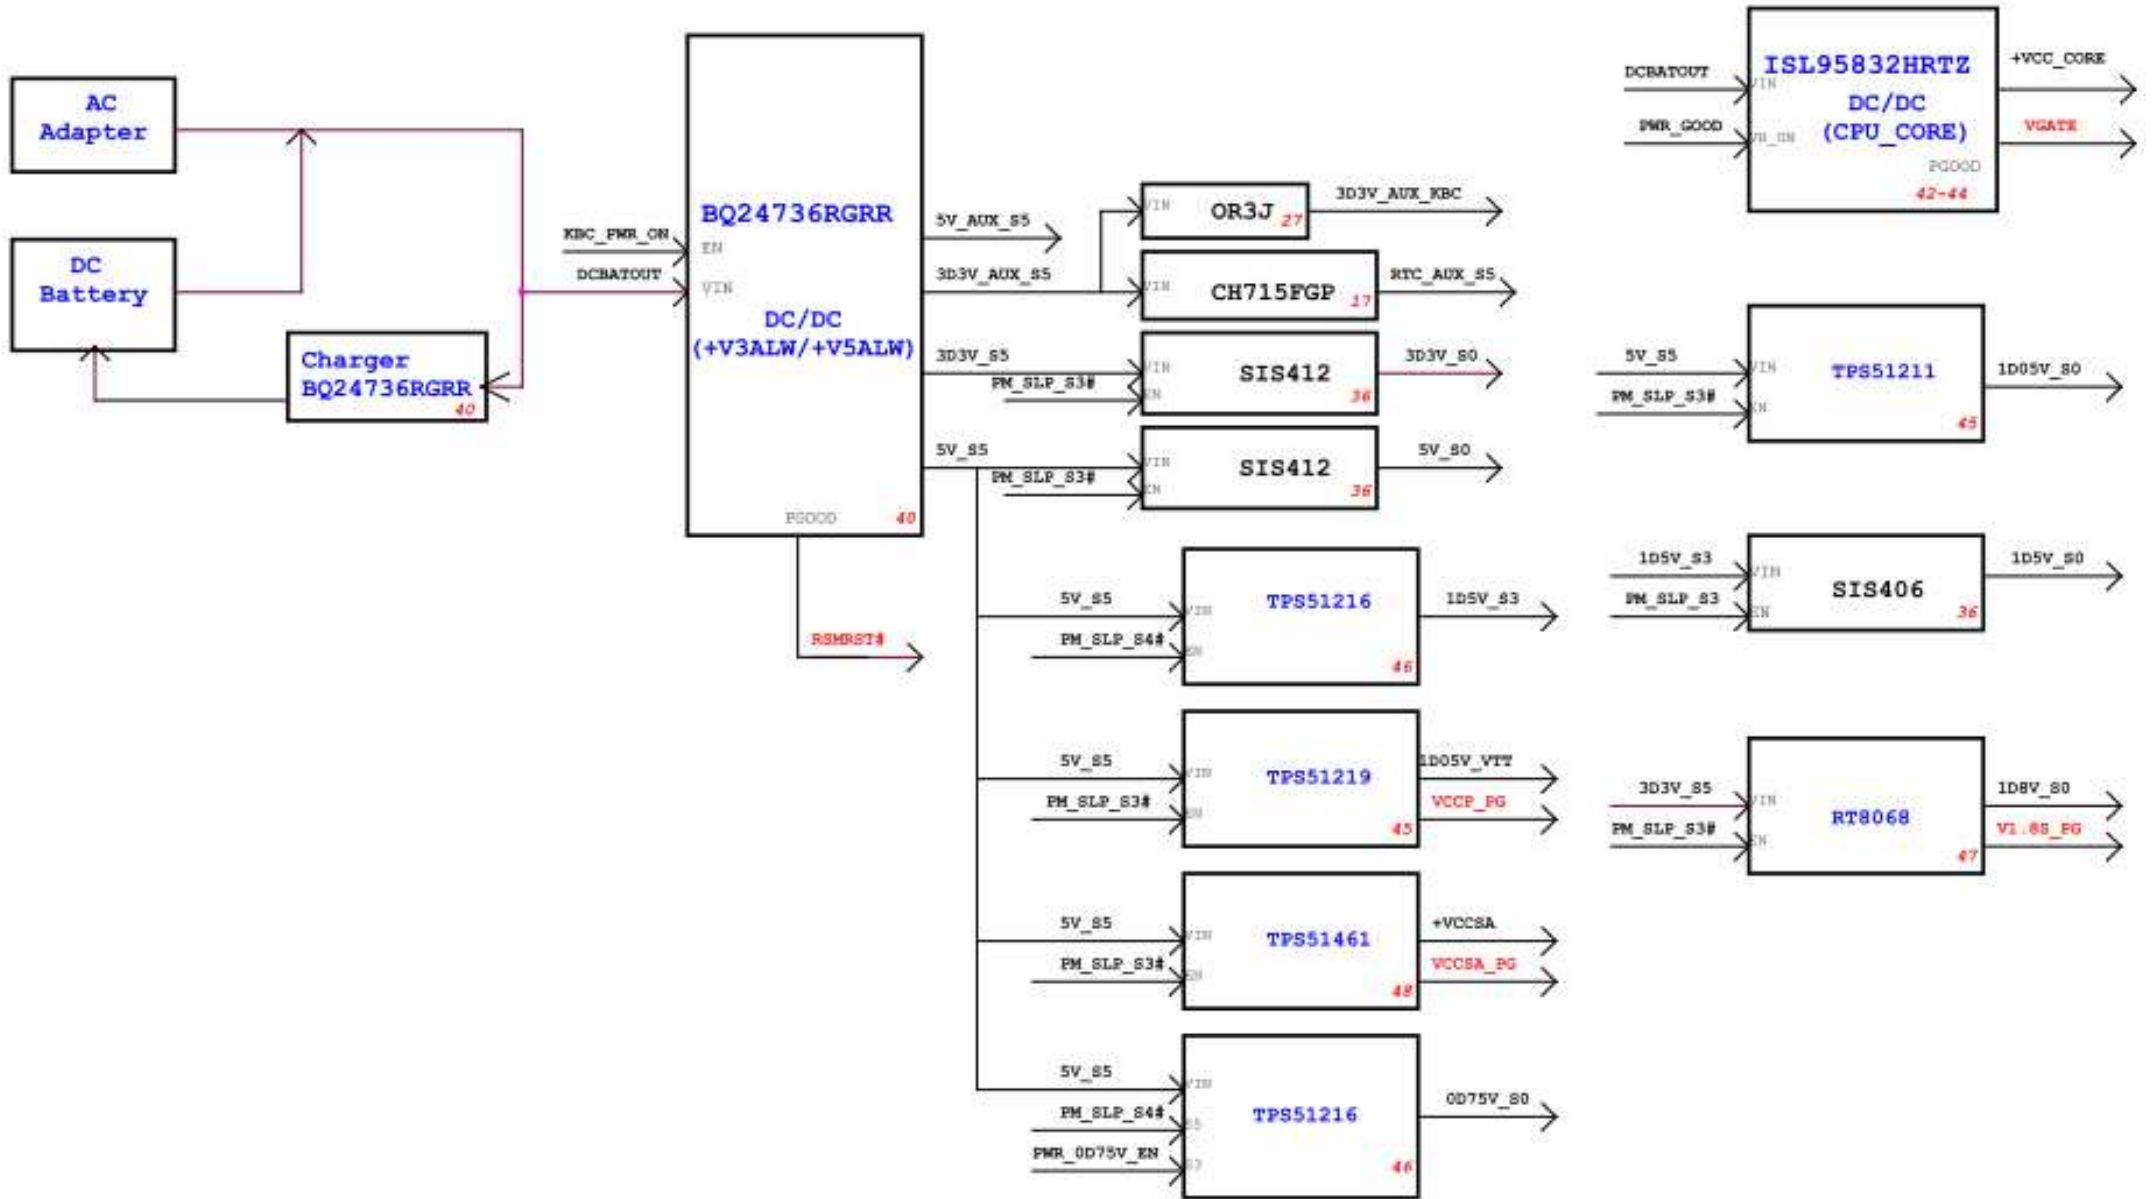 AC
Adapter
DC
Battery
Charger
BQ24736RGRR
40
KBC_PWR_ON
DCBATOUT
BQ24736RGRR
EN
VIN
DC/DC
(+V3ALW/+V5ALW)
PGOOD
40
RSMRST#
5V_AUX_S5
3D3V_AUX_S5
3D3V_S5
PM_SLP_S3#
5V_S5
PM_SLP_S3#
VIN
OR3J
27
3D3V_AUX_KBC
VIN
CH715FGP
17
RTC_AUX_S5
VIN
EN
SIS412
36
3D3V_S0
VIN
EN
SIS412
36
5V_S0
5V_S5
PM_SLP_S4#
VIN
EN
TPS51216
46
1D5V_S3
5V_S5
PM_SLP_S3#
VIN
EN
TPS51219
45
1D05V_VTT
VCCP_PG
5V_S5
PM_SLP_S3#
VIN
EN
TPS51461
48
+VCCSA
VCCSA_PG
5V_S5
PM_SLP_S4#
PWR_0D75V_EN
VIN
S5
S3
TPS51216
46
0D75V_S0
DCBATOUT
PWR_GOOD
VIN
VR_ON
ISL95832HRTZ
DC/DC
(CPU_CORE)
PGOOD
42-44
+VCC_CORE
VGATE
5V_S5
PM_SLP_S3#
VIN
EN
TPS51211
45
1D05V_S0
1D5V_S3
PM_SLP_S3
VIN
EN
SIS406
36
1D5V_S0
3D3V_S5
PM_SLP_S3#
VIN
EN
RT8068
47
1D8V_S0
V1.8S_PG